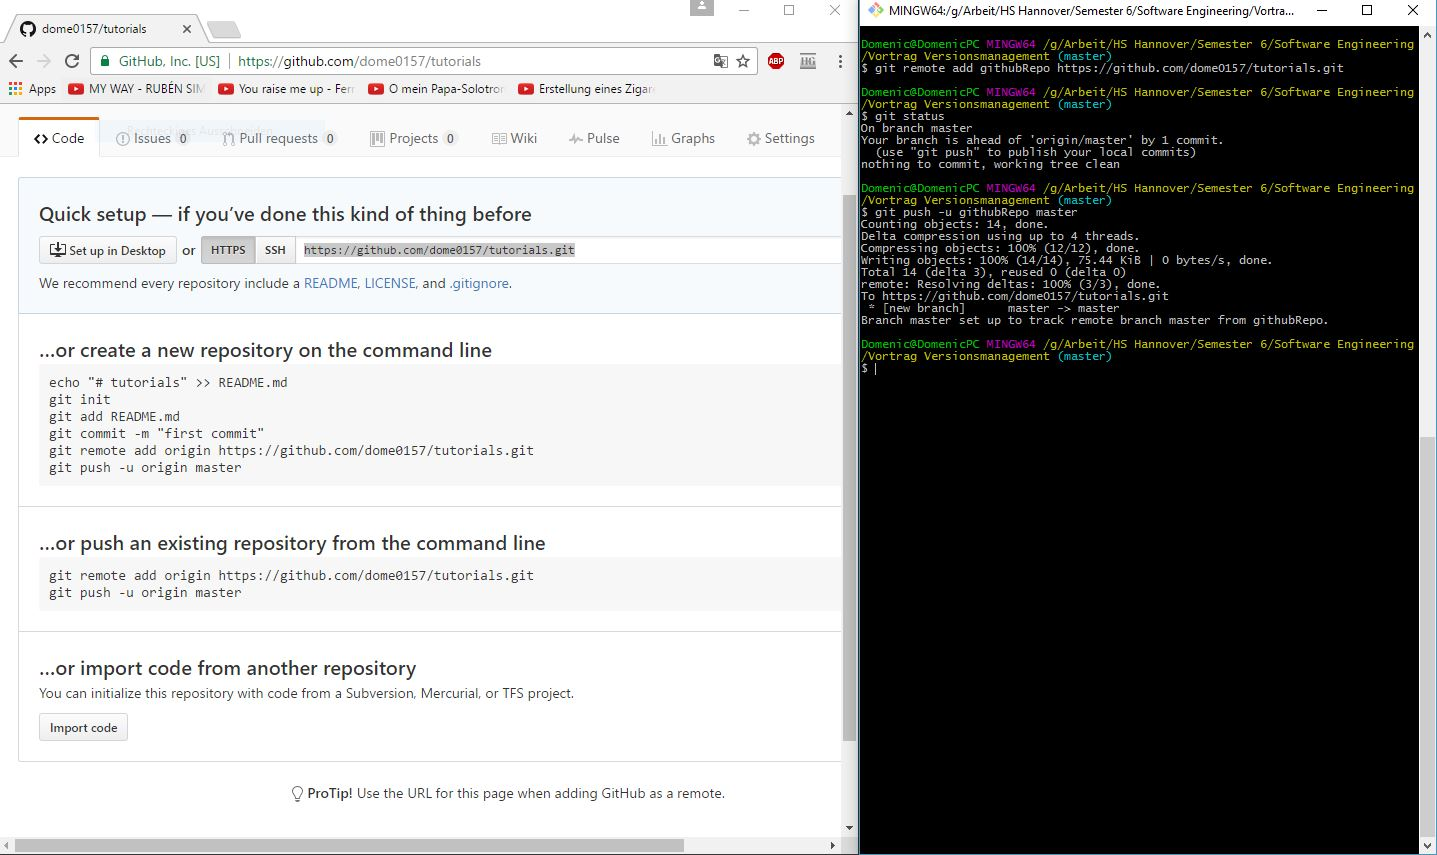 dome0157/tutorials
GitHub, Inc. [US] https://github.com/dome0157/tutorials
ABP
Apps MY WAY - RUBÉN SIM You raise me up - Ferr O mein Papa-Solotron Erstellung eines Zigar
Code Issues 0 Pull requests 0 Projects 0 Wiki Pulse Graphs Settings
Quick setup — if you’ve done this kind of thing before
Set up in Desktop or HTTPS SSH https://github.com/dome0157/tutorials.git
We recommend every repository include a README, LICENSE, and .gitignore.
…or create a new repository on the command line
echo "# tutorials" >> README.md
git init
git add README.md
git commit -m "first commit"
git remote add origin https://github.com/dome0157/tutorials.git
git push -u origin master
…or push an existing repository from the command line
git remote add origin https://github.com/dome0157/tutorials.git
git push -u origin master
…or import code from another repository
You can initialize this repository with code from a Subversion, Mercurial, or TFS project.
Import code
ProTip! Use the URL for this page when adding GitHub as a remote.
MINGW64:/g/Arbeit/HS Hannover/Semester 6/Software Engineering/Vortra...
Domenic@DomenicPC MINGW64 /g/Arbeit/HS Hannover/Semester 6/Software Engineering
/Vortrag Versionsmanagement (master)
$ git remote add githubRepo https://github.com/dome0157/tutorials.git
Domenic@DomenicPC MINGW64 /g/Arbeit/HS Hannover/Semester 6/Software Engineering
/Vortrag Versionsmanagement (master)
$ git status
On branch master
Your branch is ahead of 'origin/master' by 1 commit.
(use "git push" to publish your local commits)
nothing to commit, working tree clean
Domenic@DomenicPC MINGW64 /g/Arbeit/HS Hannover/Semester 6/Software Engineering
/Vortrag Versionsmanagement (master)
$ git push -u githubRepo master
Counting objects: 14, done.
Delta compression using up to 4 threads.
Compressing objects: 100% (12/12), done.
Writing objects: 100% (14/14), 75.44 KiB | 0 bytes/s, done.
Total 14 (delta 3), reused 0 (delta 0)
remote: Resolving deltas: 100% (3/3), done.
To https://github.com/dome0157/tutorials.git
* [new branch] master -> master
Branch master set up to track remote branch master from githubRepo.
Domenic@DomenicPC MINGW64 /g/Arbeit/HS Hannover/Semester 6/Software Engineering
/Vortrag Versionsmanagement (master)
$